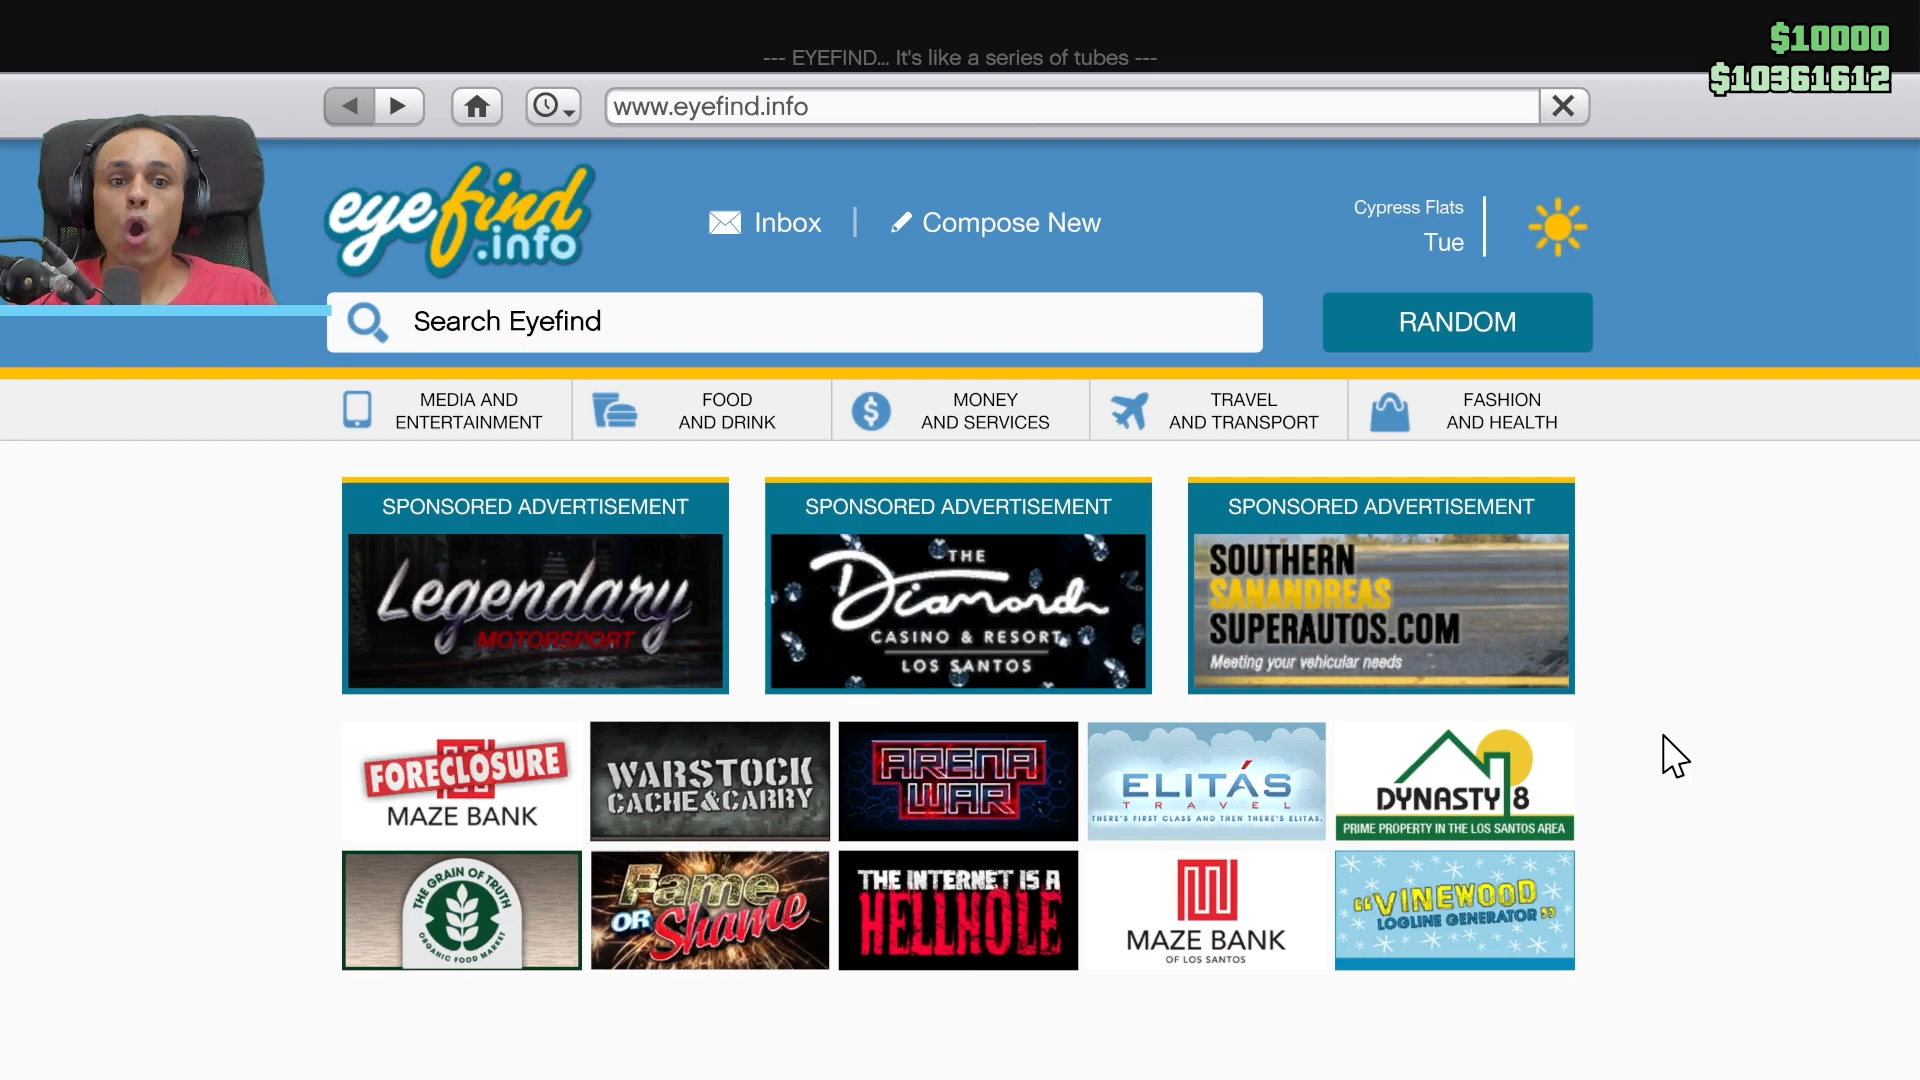 $10000
--- EYEFIND... It's like a series of tubes ---
$10361612
www.eyefind.info
eyefind
.info
Inbox
Compose New
Cypress Flats
Tue
Search Eyefind
RANDOM
MEDIA AND
ENTERTAINMENT
FOOD
AND DRINK
MONEY
AND SERVICES
TRAVEL
AND TRANSPORT
FASHION
AND HEALTH
SPONSORED ADVERTISEMENT
Legendary
MOTORSPORT
SPONSORED ADVERTISEMENT
THE
Diamond
CASINO & RESORT
LOS SANTOS
SPONSORED ADVERTISEMENT
SOUTHERN
SANANDREAS
SUPERAUTOS.COM
Meeting your vehicular needs
FORECLOSURE
MAZE BANK
WARSTOCK
CACHE&CARRY
ARENA
WAR
ELITÁS
TRAVEL
THERE'S FIRST CLASS AND THEN THERE'S ELITAS.
DYNASTY 8
PRIME PROPERTY IN THE LOS SANTOS AREA
THE GRAIN OF TRUTH
ORGANIC FOOD MARKET
Fame
OR Shame
THE INTERNET IS A
HELLHOLE
MAZE BANK
OF LOS SANTOS
"VINEWOOD
LOGLINE GENERATOR"